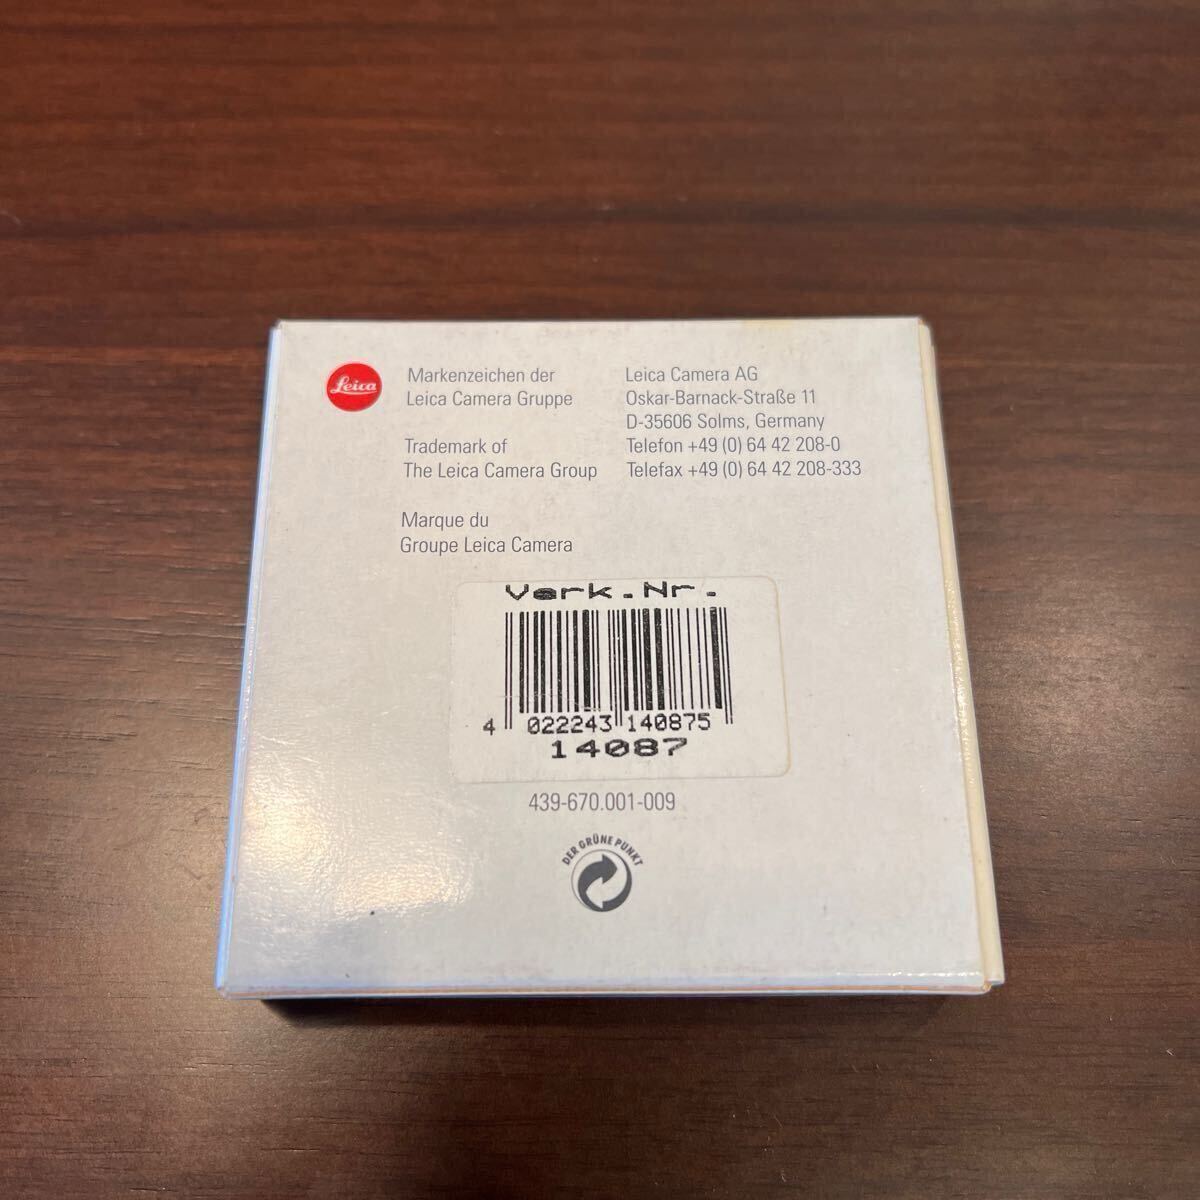 Leica
Markenzeichen der
Leica Camera Gruppe
Trademark of
The Leica Camera Group
Marque du
Groupe Leica Camera
Leica Camera AG
Oskar-Barnack-Straße 11
D-35606 Solms, Germany
Telefon +49 (0) 64 42 208-0
Telefax +49 (0) 64 42 208-333
Verk.Nr.
4 022243 140875
14087
439-670.001-009
DER GRÜNE PUNKT